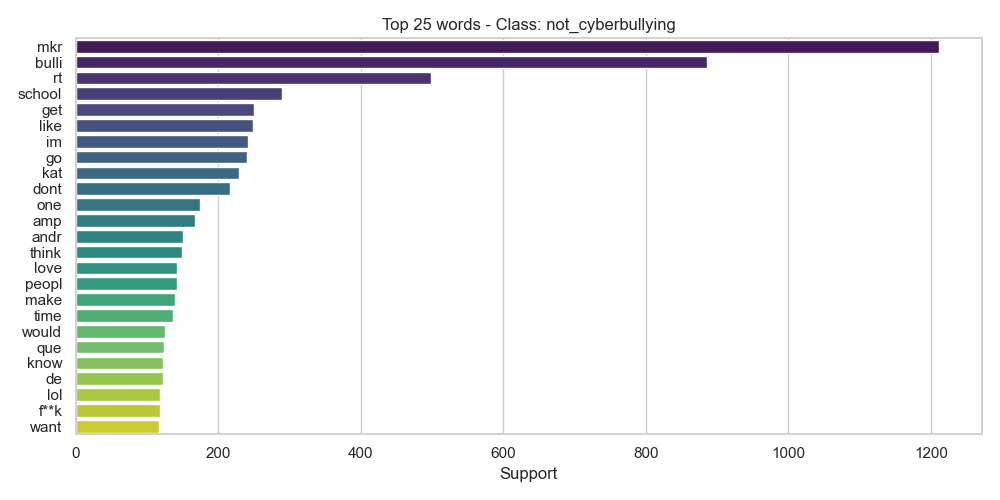 Top 25 words - Class: not_cyberbullying
mkr
bulli
rt
school
get
like
im
go
kat
dont
one
amp
andr
think
love
peopl
make
time
would
que
know
de
lol
f**k
want
0 200 400 600 800 1000 1200
Support